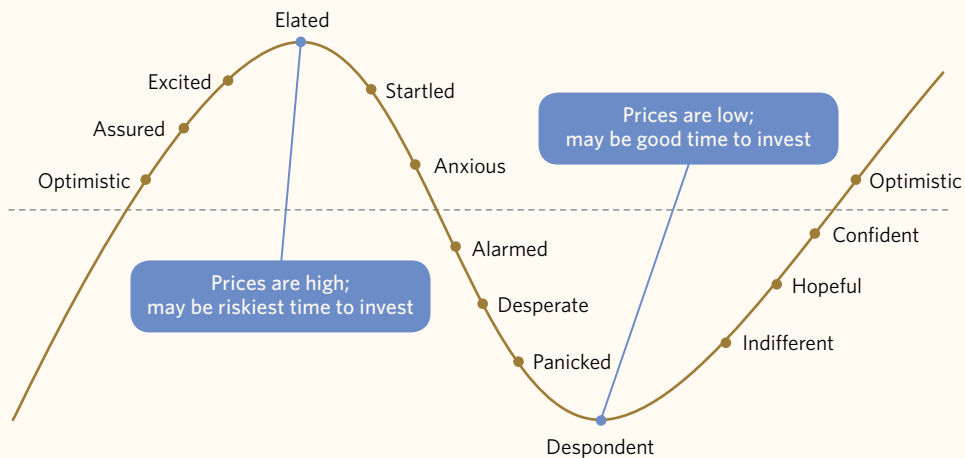 Elated
Excited
Startled
Assured
Prices are low;
may be good time to invest
Anxious
Optimistic
Optimistic
Confident
Alarmed
Prices are high;
may be riskiest time to invest
Hopeful
Desperate
Indifferent
Panicked
Despondent